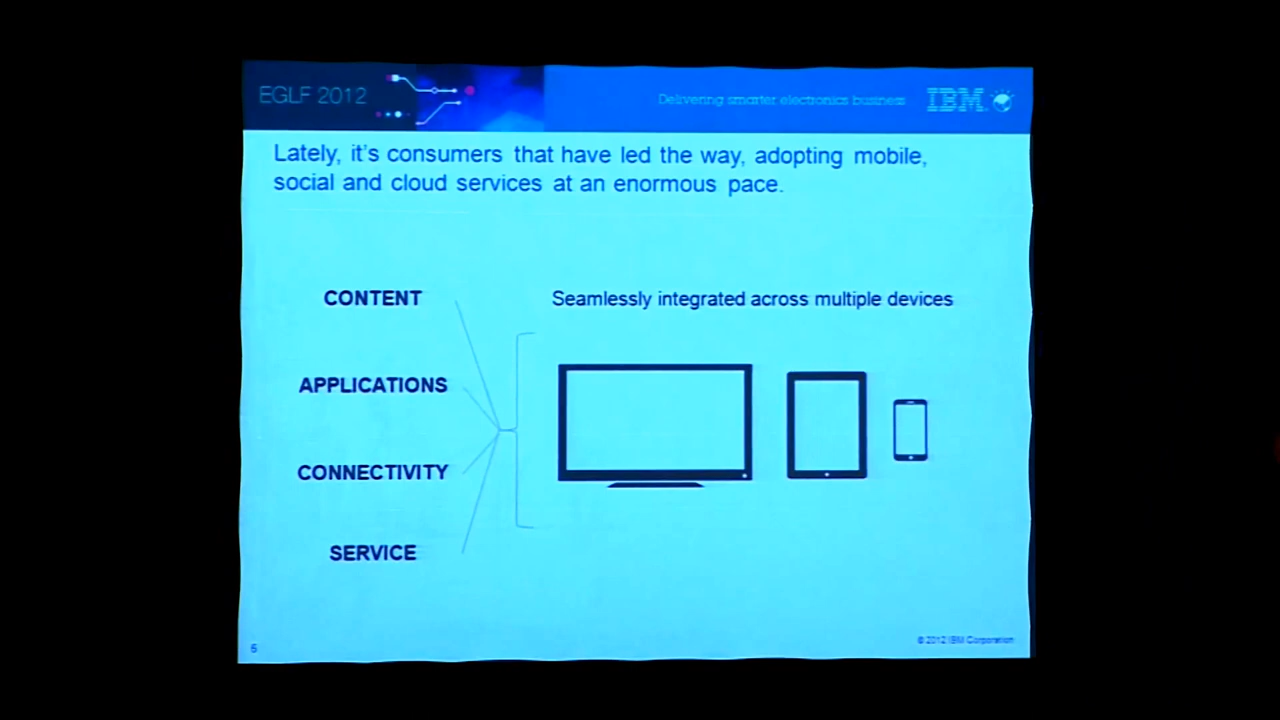 EGLF 2012
Delivering smarter electronics business
IBM
Lately, it's consumers that have led the way, adopting mobile,
social and cloud services at an enormous pace.
CONTENT
Seamlessly integrated across multiple devices
APPLICATIONS
CONNECTIVITY
SERVICE
© 2012 IBM Corporation